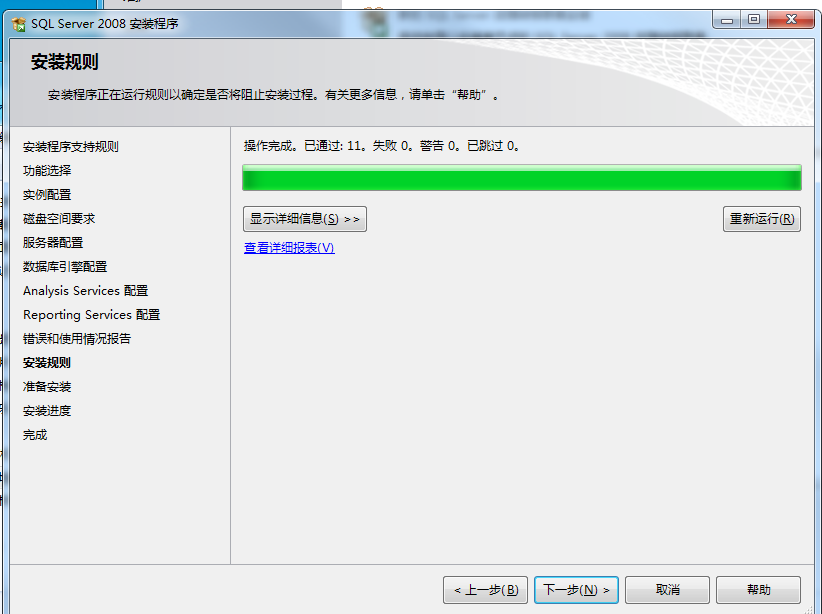 SQL Server 2008 安装程序
安装规则
安装程序正在运行规则以确定是否将阻止安装过程。有关更多信息，请单击“帮助”。
安装程序支持规则
功能选择
实例配置
磁盘空间要求
服务器配置
数据库引擎配置
Analysis Services 配置
Reporting Services 配置
错误和使用情况报告
安装规则
准备安装
安装进度
完成
操作完成。已通过: 11。失败 0。警告 0。已跳过 0。
显示详细信息(S) >>
重新运行(R)
查看详细报表(V)
< 上一步(B)
下一步(N) >
取消
帮助